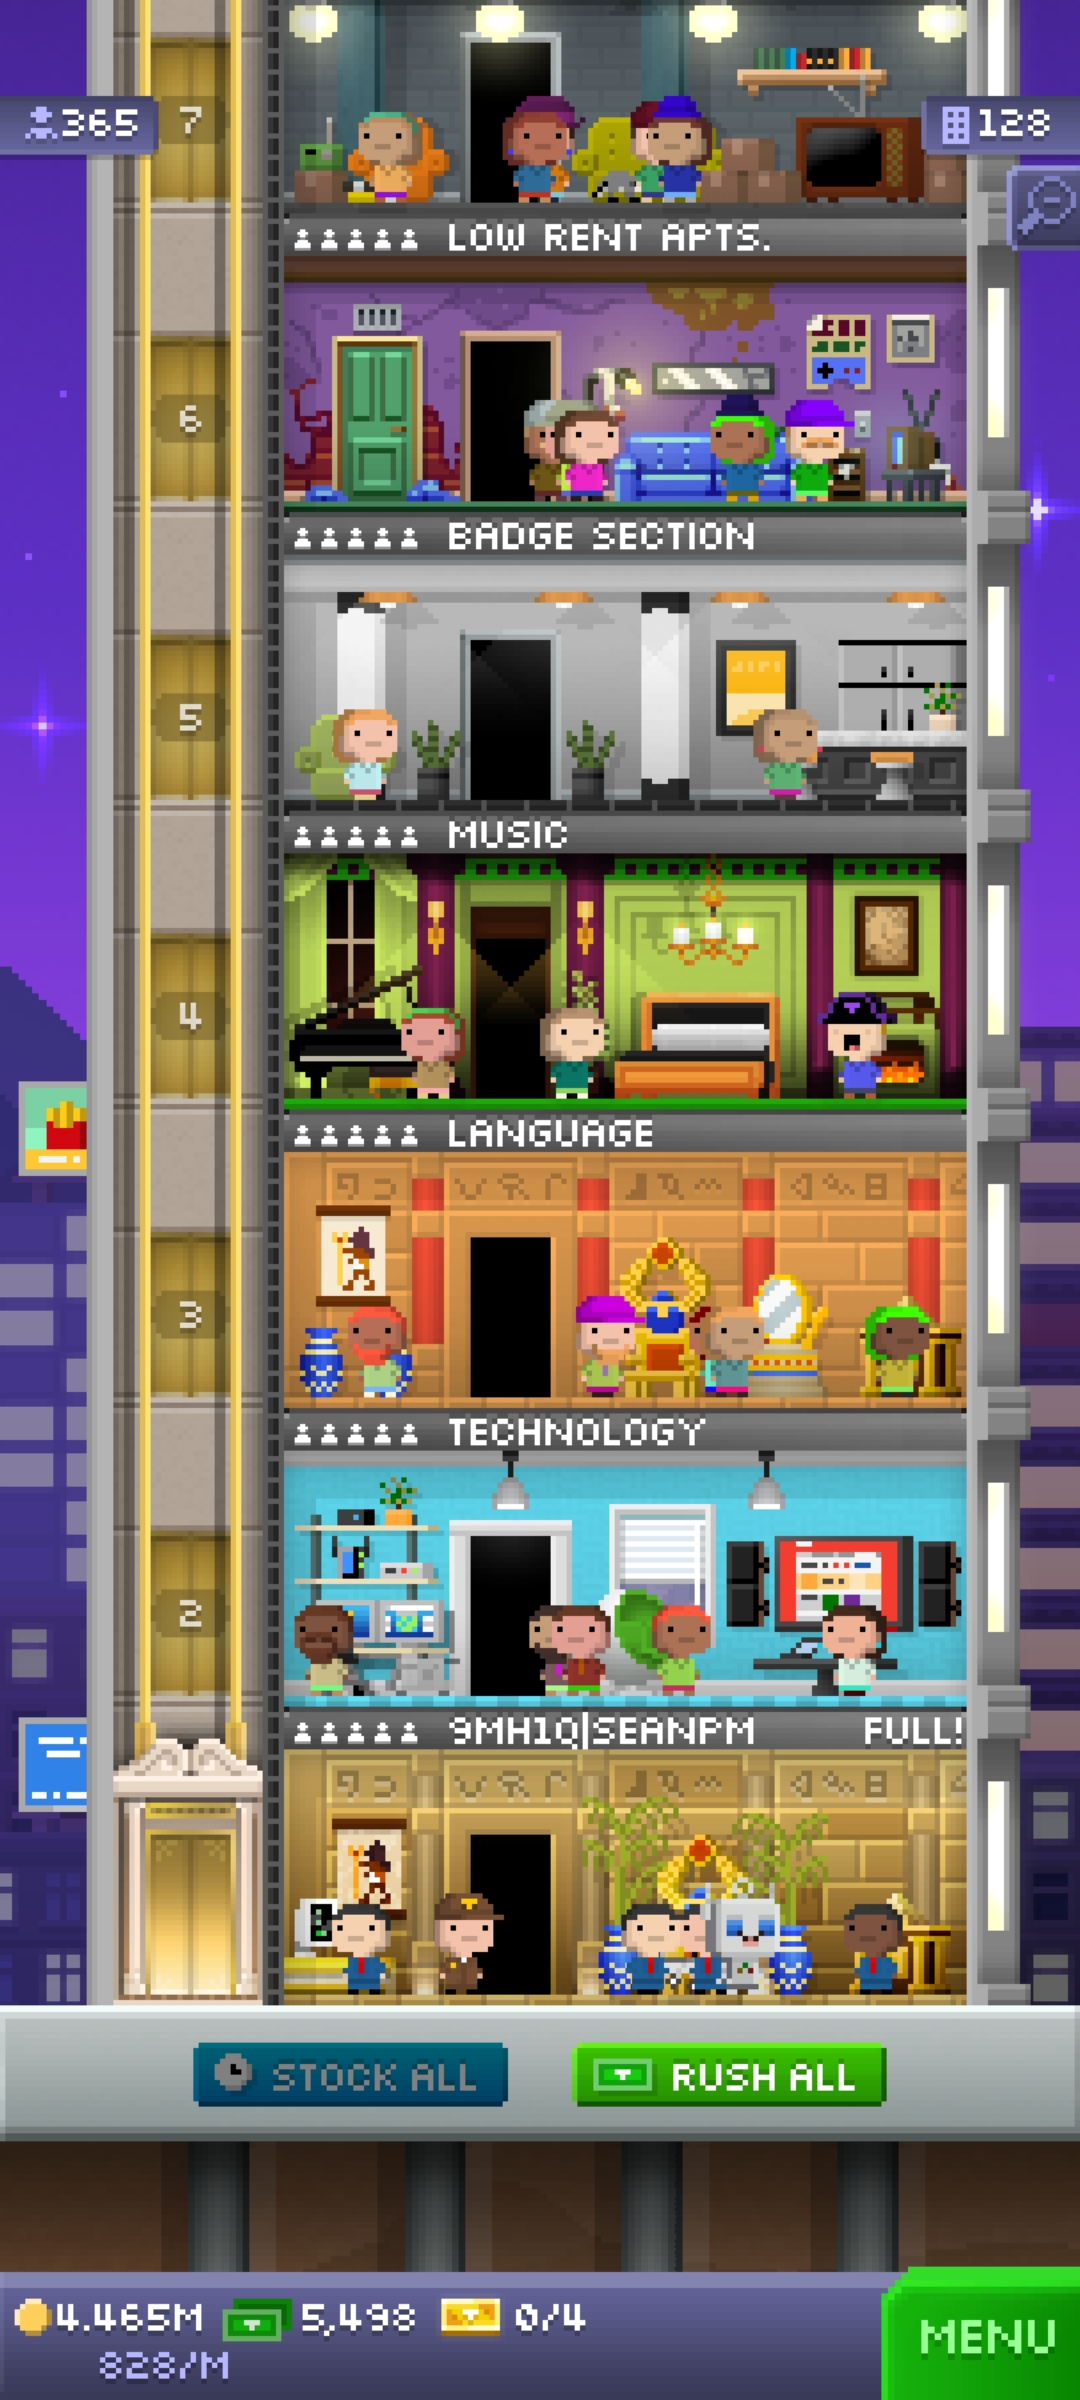 7
365
128
LOW RENT APTS.
6
BADGE SECTION
5
MUSIC
4
LANGUAGE
3
TECHNOLOGY
2
9MH1Q|SEANPM FULL!
STOCK ALL
RUSH ALL
4.465M 5,498 0/4
828/M
MENU